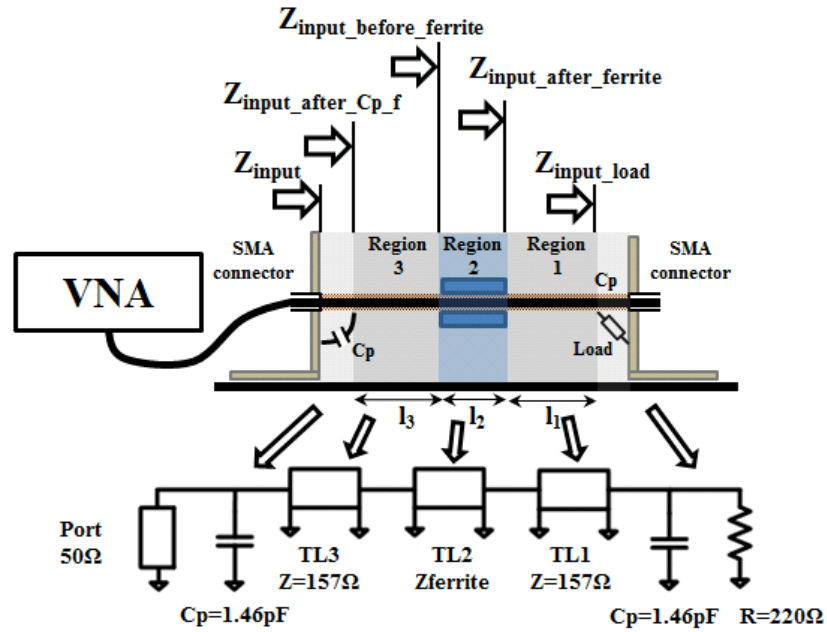 Zinput_before_ferrite
Zinput_after_ferrite
Zinput_after_Cp_f
Zinput
Zinput_load
SMA
connector
Region
3
Region
2
Region
1
SMA
connector
VNA
Cp
Cp
Load
l3
l2
l1
Port
50Ω
TL3
Z=157Ω
TL2
Zferrite
TL1
Z=157Ω
Cp=1.46pF
Cp=1.46pF
R=220Ω